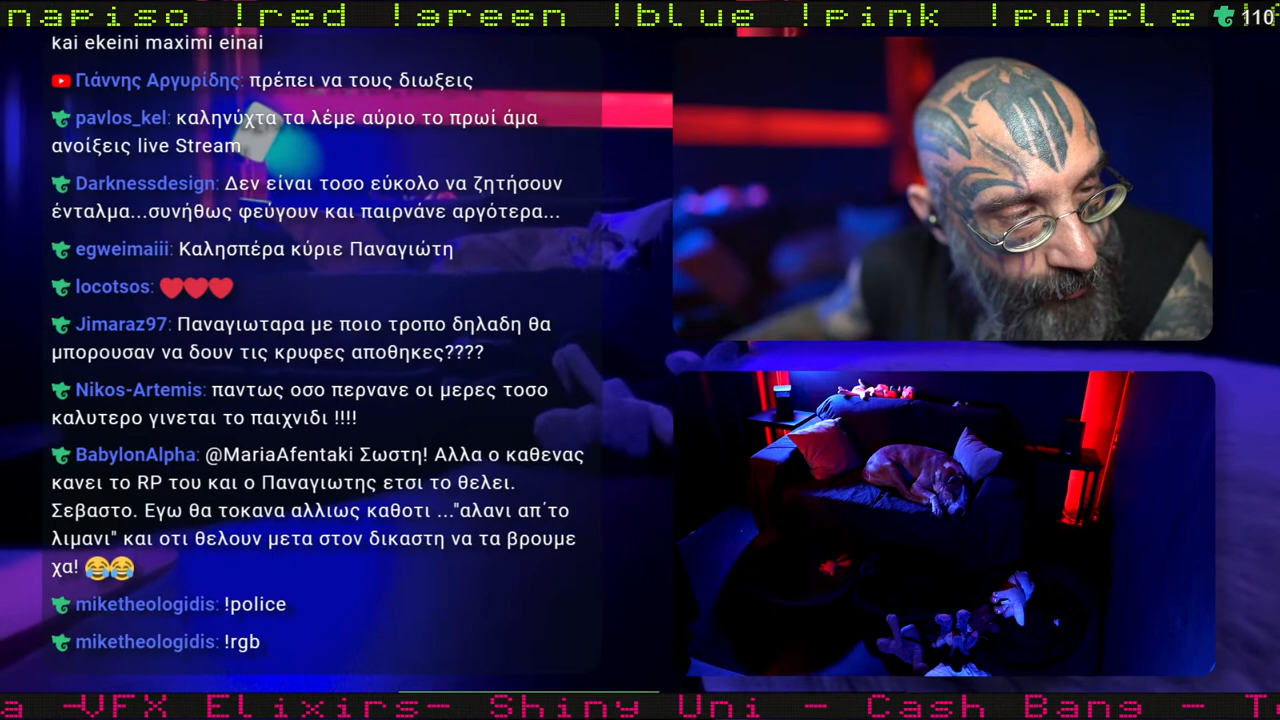 napiso !red !green !blue !pink !purple
110
kai ekeini maximi einai
Γιάννης Αργυρίδης: πρέπει να τους διωξεις
pavlos_kel: καληνύχτα τα λέμε αύριο το πρωί άμα
ανοίξεις live Stream
Darknessdesign: Δεν είναι τοσο εύκολο να ζητήσουν
ένταλμα...συνήθως φεύγουν και παιρνάνε αργότερα...
egweimaiii: Καλησπέρα κύριε Παναγιώτη
locotsos: ❤️❤️❤️
Jimaraz97: Παναγιωταρα με ποιο τροπο δηλαδη θα
μπορουσαν να δουν τις κρυφες αποθηκες????
Nikos-Artemis: παντως οσο περνανε οι μερες τοσο
καλυτερο γινεται το παιχνιδι !!!!
BabylonAlpha: @MariaAfentaki Σωστη! Αλλα ο καθενας
κανει το RP του και ο Παναγιωτης ετσι το θελει.
Σεβαστο. Εγω θα τοκανα αλλιως καθοτι ..."αλανι απ΄το
λιμανι" και οτι θελουν μετα στον δικαστη να τα βρουμε
χα! 😂😂
miketheologidis: !police
miketheologidis: !rgb
a -VFX Elixirs- Shiny Uni - Cash Bang - T